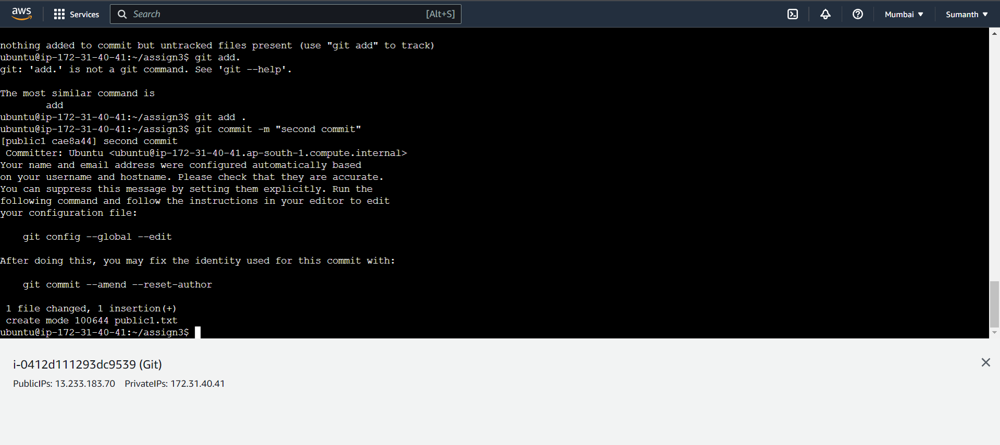 aws
Services
Search
[Alt+S]
Mumbai
Sumanth
nothing added to commit but untracked files present (use "git add" to track)
ubuntu@ip-172-31-40-41:~/assign3$ git add.
git: 'add.' is not a git command. See 'git --help'.
The most similar command is
        add
ubuntu@ip-172-31-40-41:~/assign3$ git add .
ubuntu@ip-172-31-40-41:~/assign3$ git commit -m "second commit"
[public1 cae8a44] second commit
 Committer: Ubuntu <ubuntu@ip-172-31-40-41.ap-south-1.compute.internal>
Your name and email address were configured automatically based
on your username and hostname. Please check that they are accurate.
You can suppress this message by setting them explicitly. Run the
following command and follow the instructions in your editor to edit
your configuration file:
    git config --global --edit
After doing this, you may fix the identity used for this commit with:
    git commit --amend --reset-author
 1 file changed, 1 insertion(+)
 create mode 100644 public1.txt
ubuntu@ip-172-31-40-41:~/assign3$
i-0412d111293dc9539 (Git)
PublicIPs: 13.233.183.70    PrivateIPs: 172.31.40.41